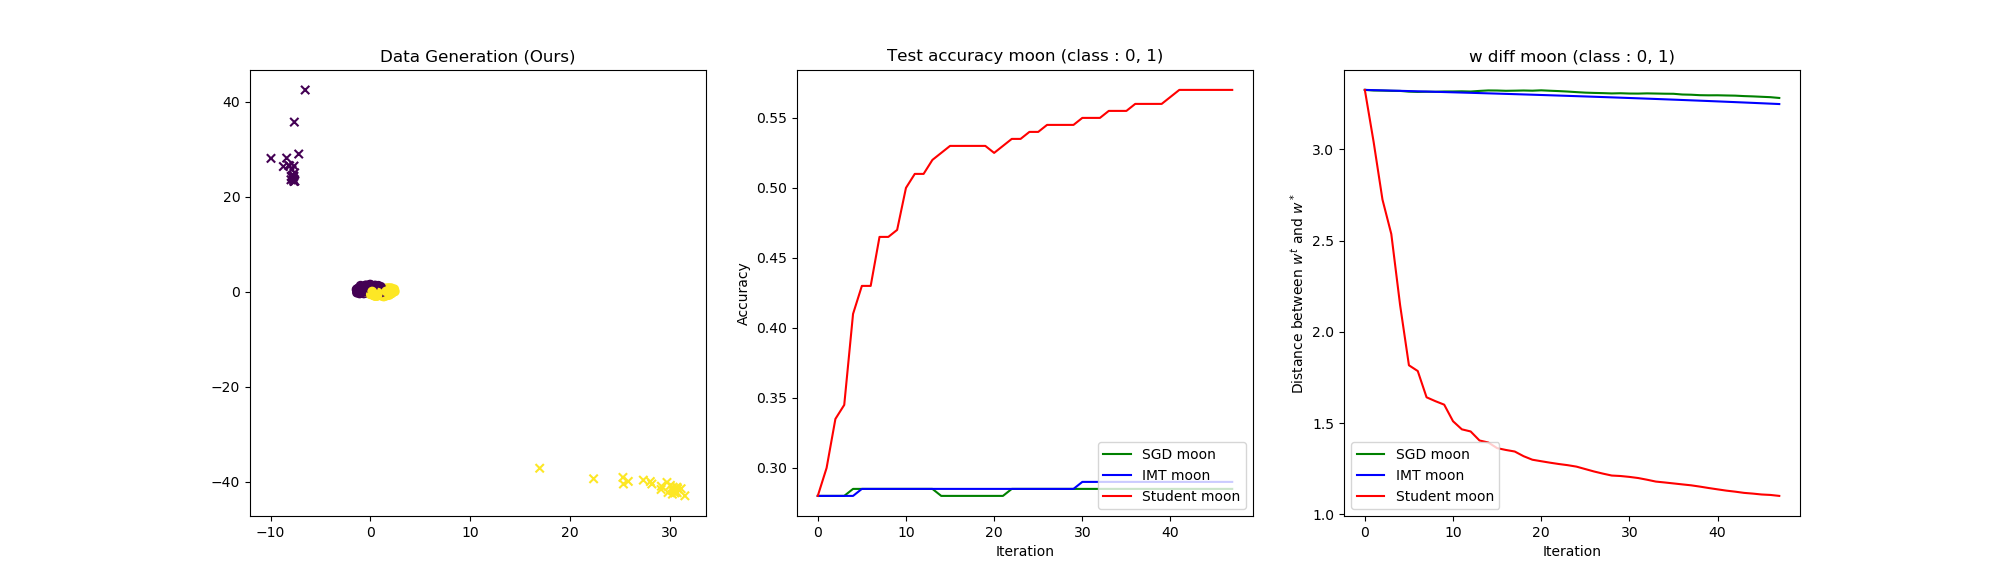 Data Generation (Ours)
40
20
0
−20
−40
−10
0
10
20
30
Test accuracy moon (class : 0, 1)
Accuracy
0.55
0.50
0.45
0.40
0.35
0.30
SGD moon
IMT moon
Student moon
0
10
20
30
40
Iteration
w diff moon (class : 0, 1)
Distance between w^t and w^*
3.0
2.5
2.0
1.5
1.0
SGD moon
IMT moon
Student moon
0
10
20
30
40
Iteration